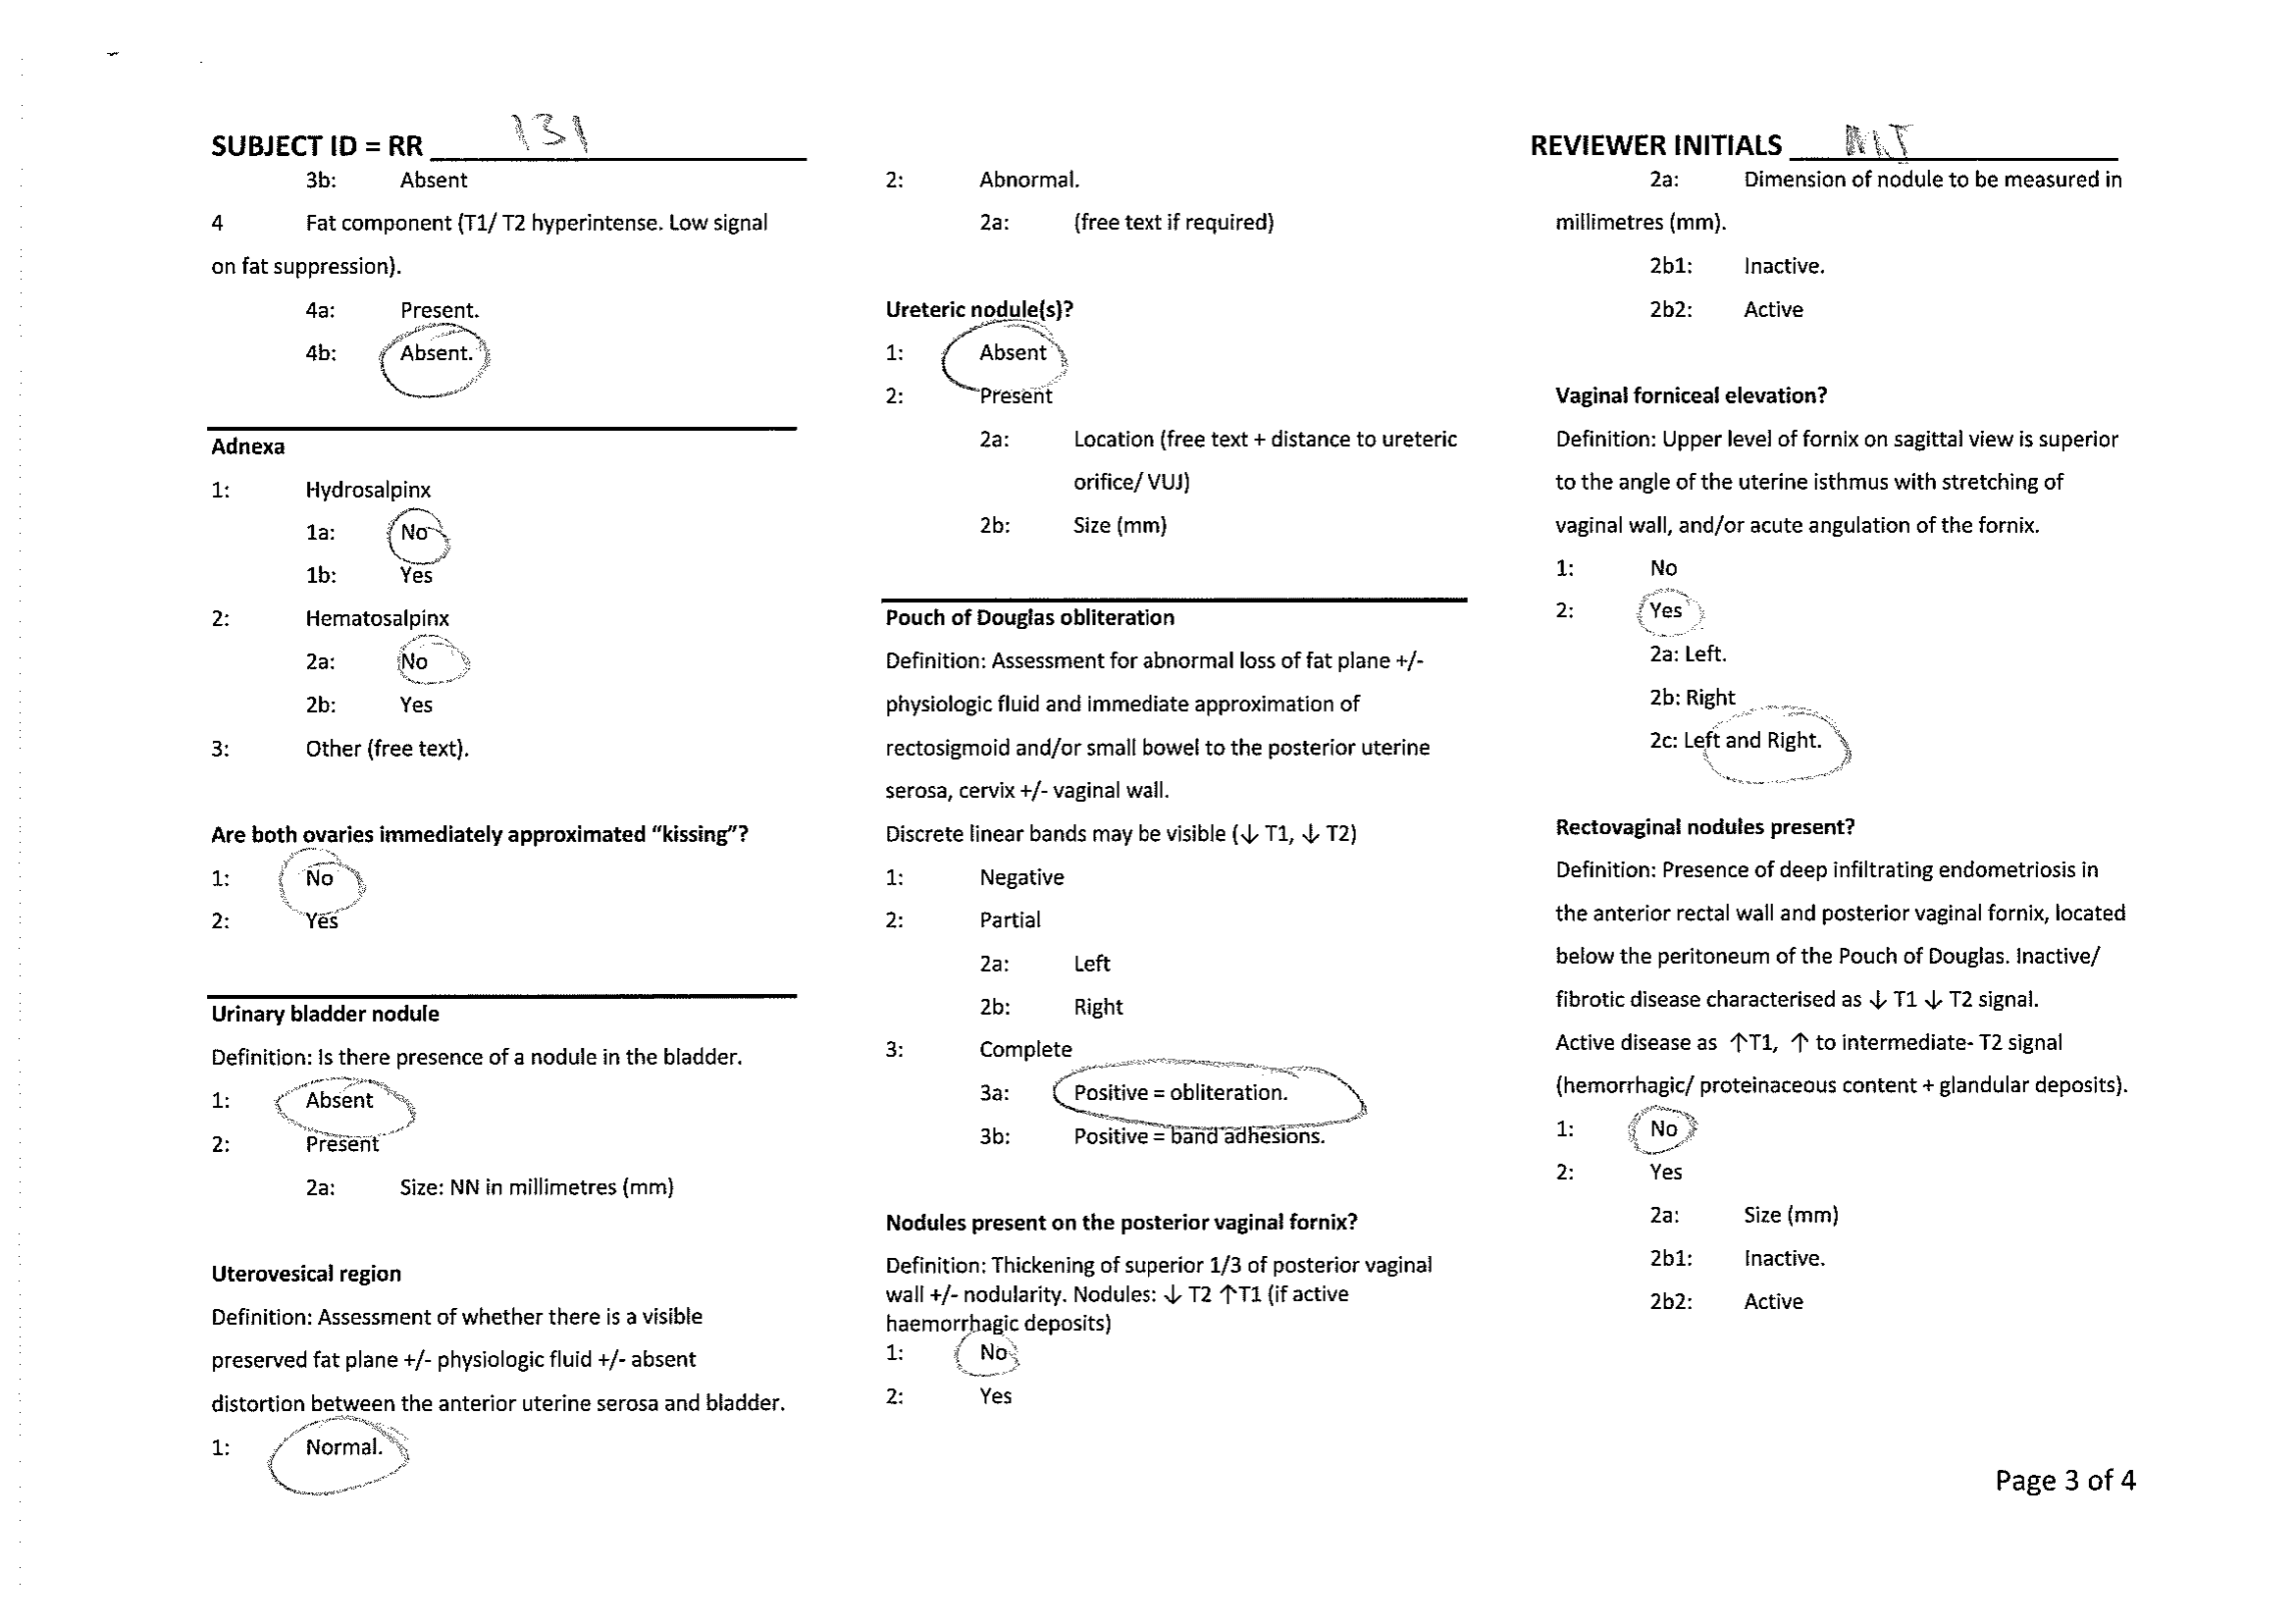 SUBJECT ID = RR 131
3b: Absent
4 Fat component (T1/ T2 hyperintense. Low signal
on fat suppression).
4a: Present.
4b: Absent.
Adnexa
1: Hydrosalpinx
1a: No
1b: Yes
2: Hematosalpinx
2a: No
2b: Yes
3: Other (free text).
Are both ovaries immediately approximated “kissing”?
1: No
2: Yes
Urinary bladder nodule
Definition: Is there presence of a nodule in the bladder.
1: Absent
2: Present
2a: Size: NN in millimetres (mm)
Uterovesical region
Definition: Assessment of whether there is a visible
preserved fat plane +/- physiologic fluid +/- absent
distortion between the anterior uterine serosa and bladder.
1: Normal.
2: Abnormal.
2a: (free text if required)
Ureteric nodule(s)?
1: Absent
2: Present
2a: Location (free text + distance to ureteric
orifice/ VUJ)
2b: Size (mm)
Pouch of Douglas obliteration
Definition: Assessment for abnormal loss of fat plane +/-
physiologic fluid and immediate approximation of
rectosigmoid and/or small bowel to the posterior uterine
serosa, cervix +/- vaginal wall.
Discrete linear bands may be visible (↓ T1, ↓ T2)
1: Negative
2: Partial
2a: Left
2b: Right
3: Complete
3a: Positive = obliteration.
3b: Positive = band adhesions.
Nodules present on the posterior vaginal fornix?
Definition: Thickening of superior 1/3 of posterior vaginal
wall +/- nodularity. Nodules: ↓ T2 ↑T1 (if active
haemorrhagic deposits)
1: No
2: Yes
REVIEWER INITIALS MT
2a: Dimension of nodule to be measured in
millimetres (mm).
2b1: Inactive.
2b2: Active
Vaginal forniceal elevation?
Definition: Upper level of fornix on sagittal view is superior
to the angle of the uterine isthmus with stretching of
vaginal wall, and/or acute angulation of the fornix.
1: No
2: Yes
2a: Left.
2b: Right
2c: Left and Right.
Rectovaginal nodules present?
Definition: Presence of deep infiltrating endometriosis in
the anterior rectal wall and posterior vaginal fornix, located
below the peritoneum of the Pouch of Douglas. Inactive/
fibrotic disease characterised as ↓ T1 ↓ T2 signal.
Active disease as ↑T1, ↑ to intermediate- T2 signal
(hemorrhagic/ proteinaceous content + glandular deposits).
1: No
2: Yes
2a: Size (mm)
2b1: Inactive.
2b2: Active
Page 3 of 4